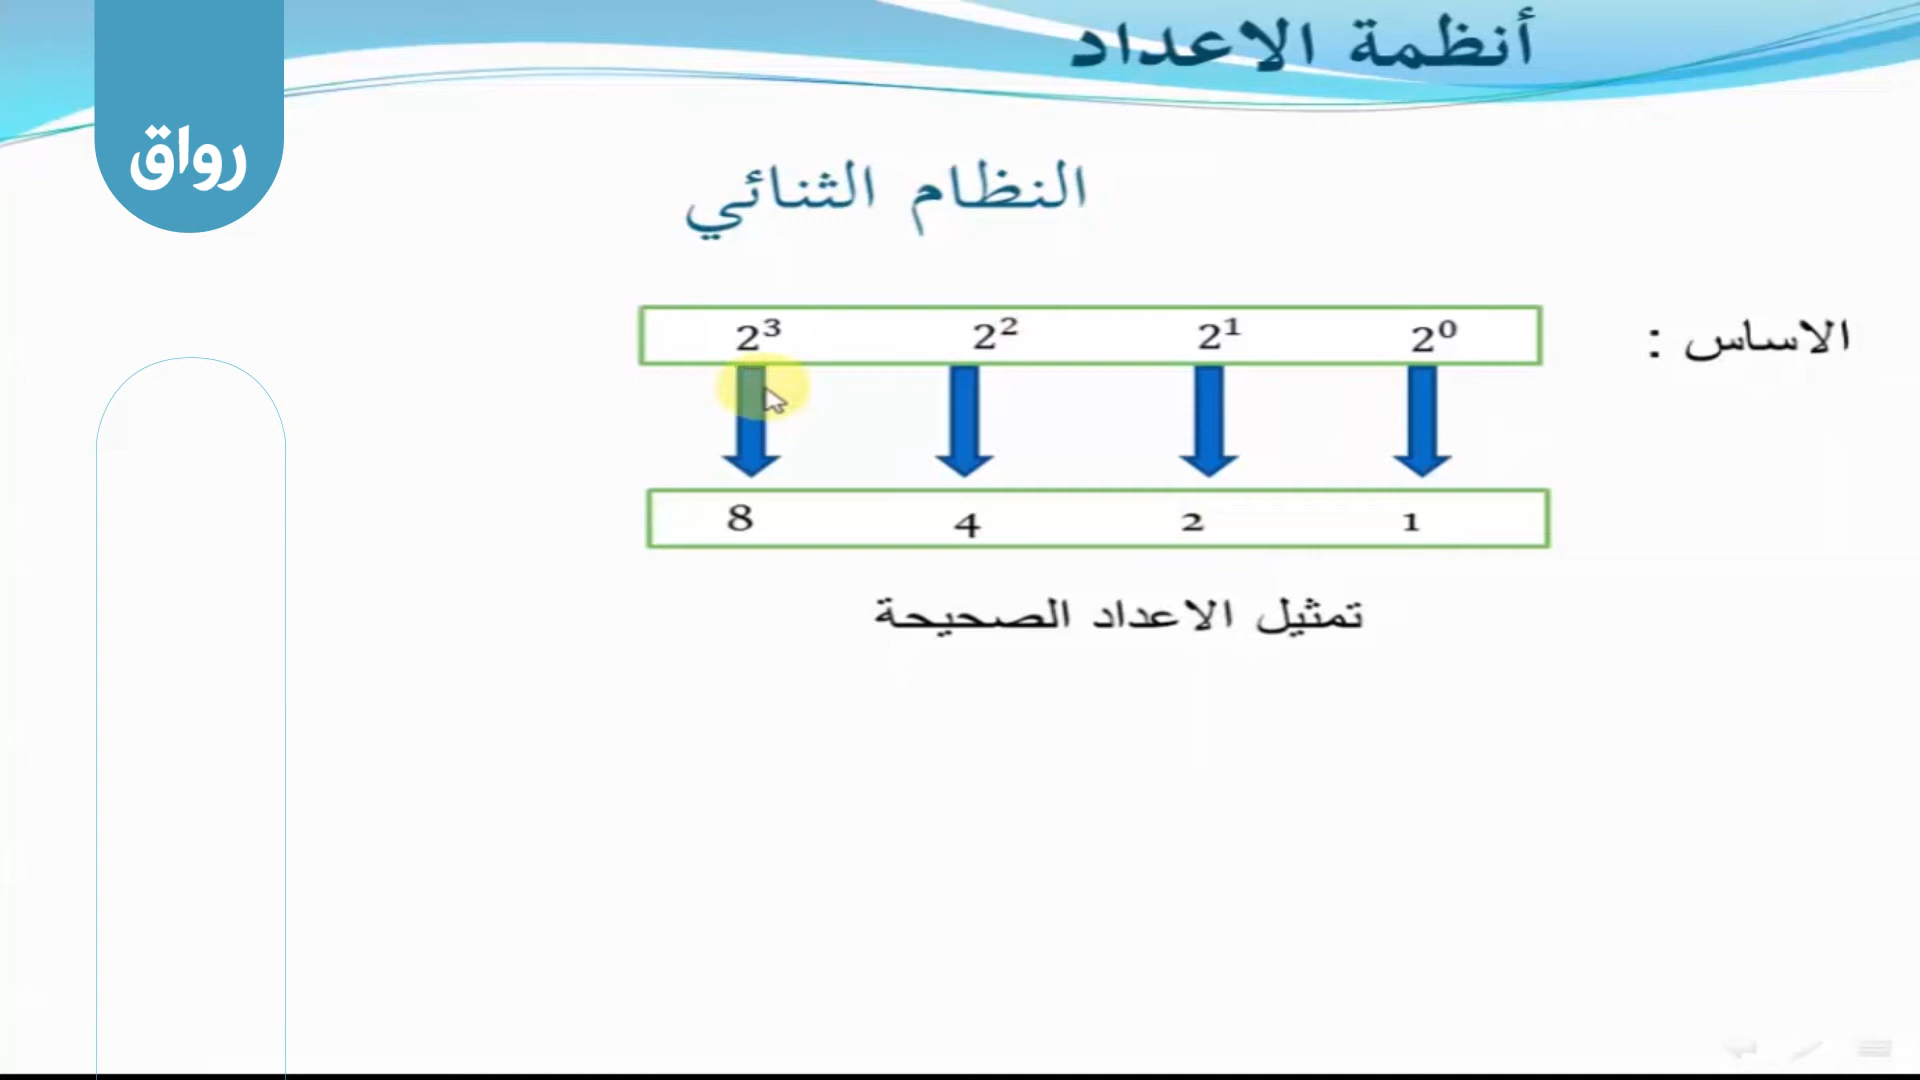 أنظمة الاعداد
رواق
النظام الثنائي
الاساس :
2³ 2² 2¹ 2⁰
8 4 2 1
تمثيل الاعداد الصحيحة